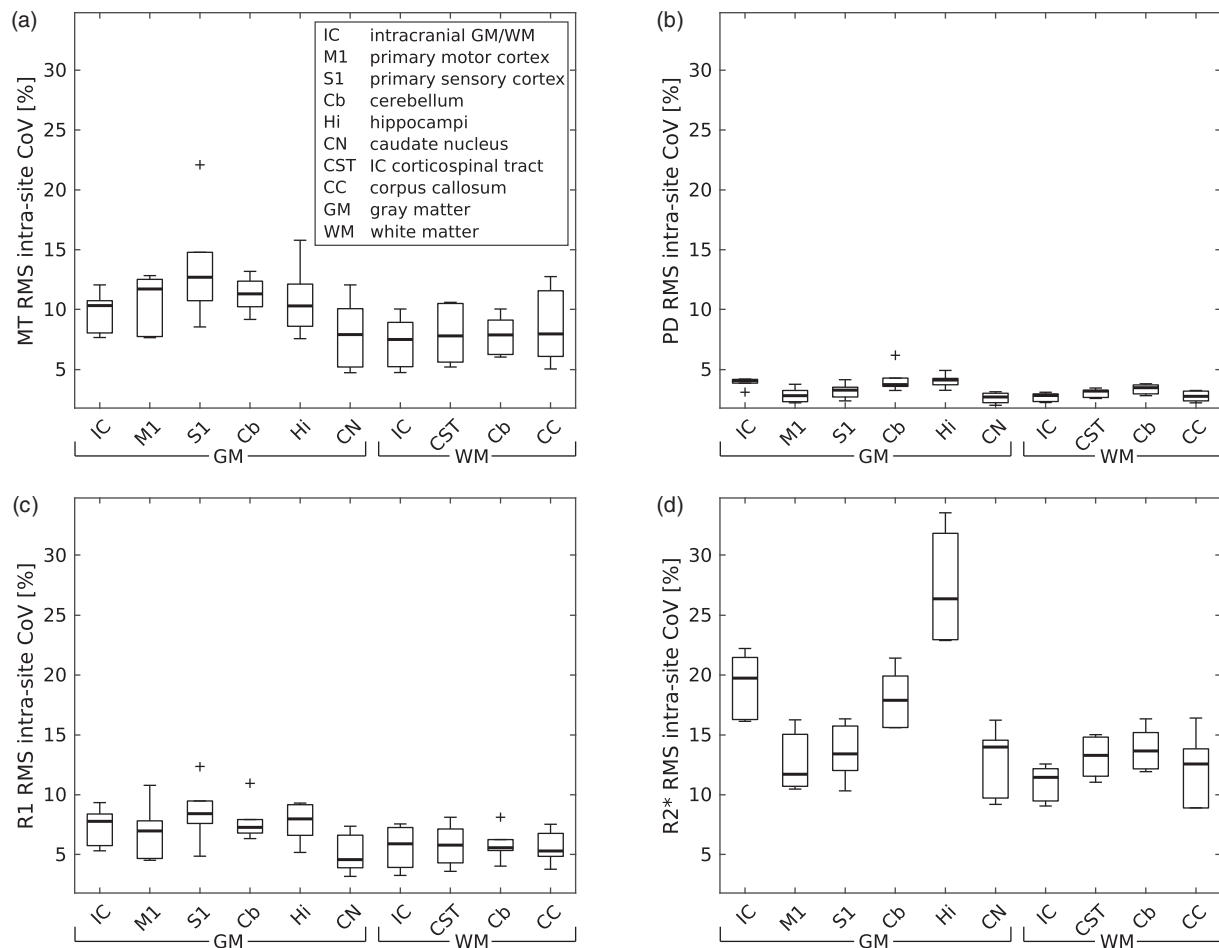 (a)
MT RMS intra-site CoV [%]
30
25
20
15
10
5
IC intracranial GM/WM
M1 primary motor cortex
S1 primary sensory cortex
Cb cerebellum
Hi hippocampi
CN caudate nucleus
CST IC corticospinal tract
CC corpus callosum
GM gray matter
WM white matter
IC M1 S1 Cb Hi CN IC CST Cb CC
GM WM
(b)
PD RMS intra-site CoV [%]
30
25
20
15
10
5
IC M1 S1 Cb Hi CN IC CST Cb CC
GM WM
(c)
R1 RMS intra-site CoV [%]
30
25
20
15
10
5
IC M1 S1 Cb Hi CN IC CST Cb CC
GM WM
(d)
R2* RMS intra-site CoV [%]
30
25
20
15
10
5
IC M1 S1 Cb Hi CN IC CST Cb CC
GM WM